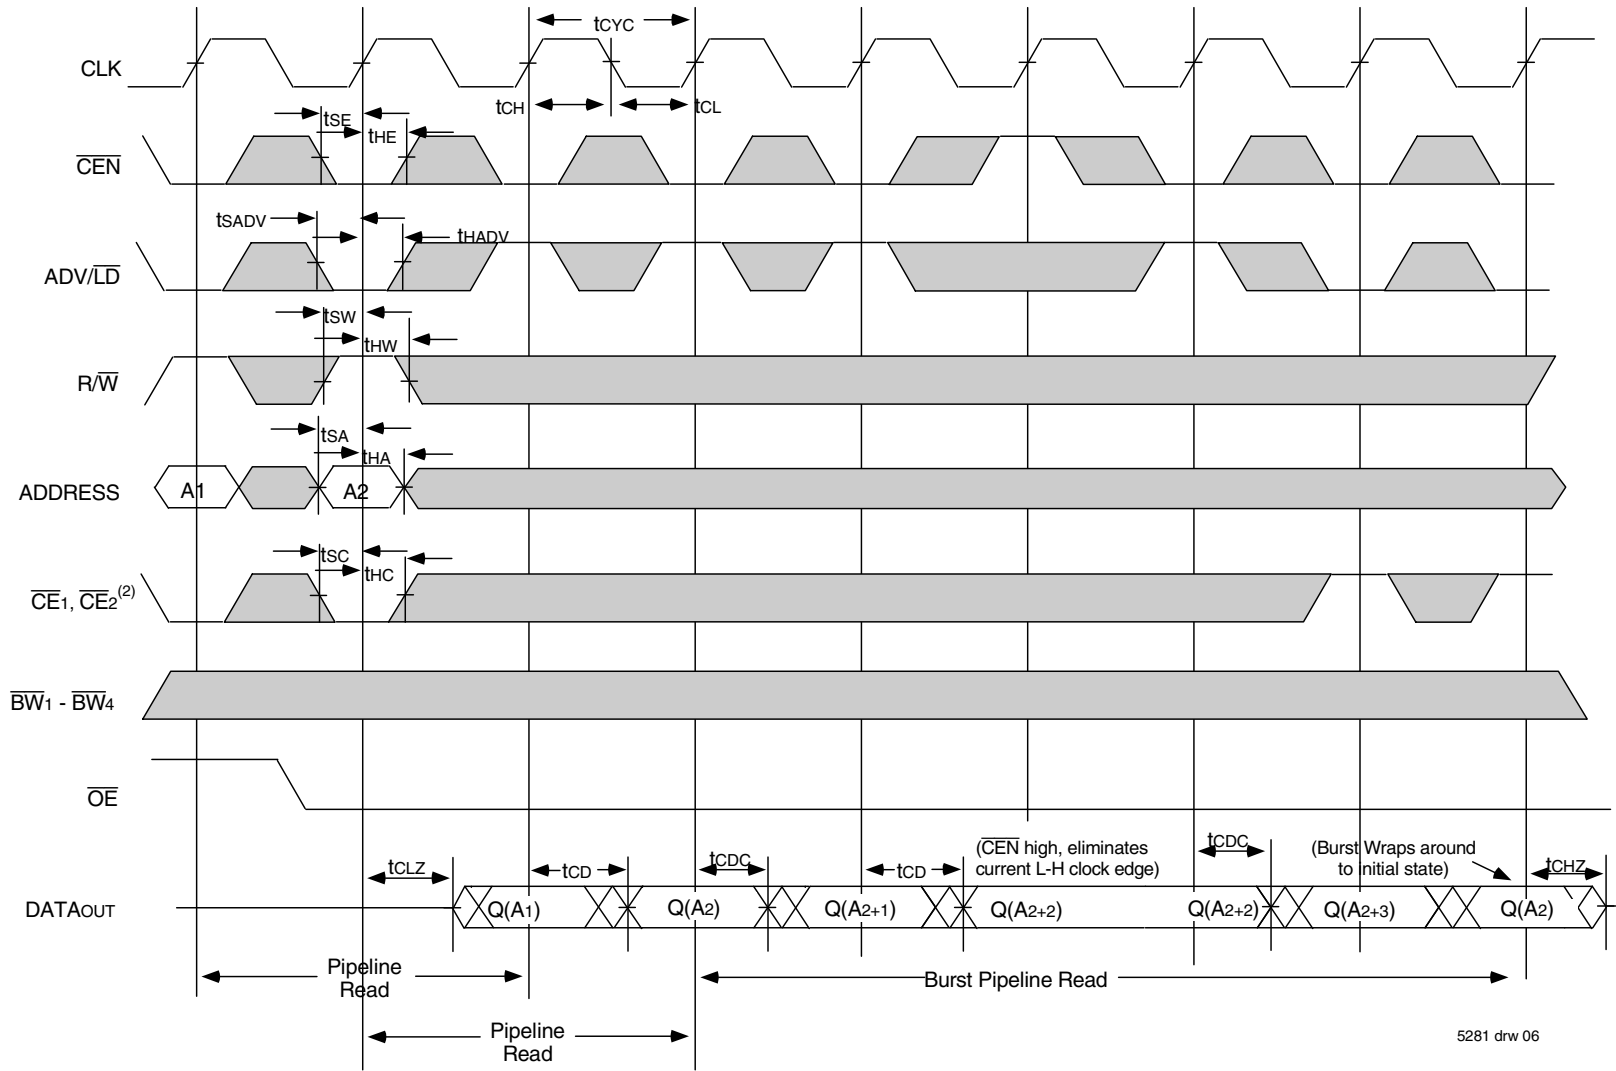 tCYC
CLK
tCH
tCL
tSE
tHE
CEN
tSADV
tHADV
ADV/LD
tSW
tHW
R/W
tSA
tHA
ADDRESS
A1
A2
tSC
tHC
CE1, CE2(2)
BW1 - BW4
OE
tCLZ
tCD
tCDC
tCD
(CEN high, eliminates
current L-H clock edge)
tCDC
(Burst Wraps around
to initial state)
tCHZ
DATAOUT
Q(A1)
Q(A2)
Q(A2+1)
Q(A2+2)
Q(A2+2)
Q(A2+3)
Q(A2)
Pipeline
Read
Burst Pipeline Read
Pipeline
Read
5281 drw 06